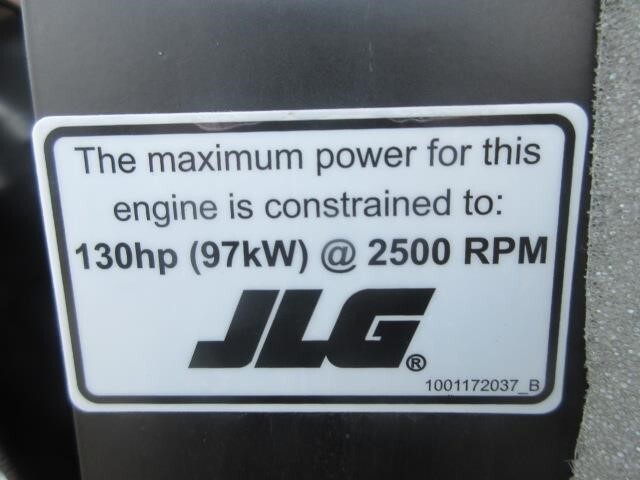 The maximum power for this
engine is constrained to:
130hp (97kW) @ 2500 RPM
JLG®
1001172037_B